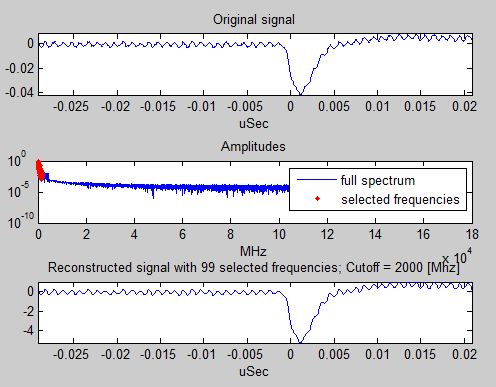 Original signal
0
-0.02
-0.04
-0.025 -0.02 -0.015 -0.01 -0.005 0 0.005 0.01 0.015 0.02
uSec
Amplitudes
10^0
10^-5
10^-10
full spectrum
selected frequencies
0 2 4 6 8 10 12 14 16 18
MHz
x 10^4
Reconstructed signal with 99 selected frequencies; Cutoff = 2000 [Mhz]
0
-2
-4
-0.025 -0.02 -0.015 -0.01 -0.005 0 0.005 0.01 0.015 0.02
uSec